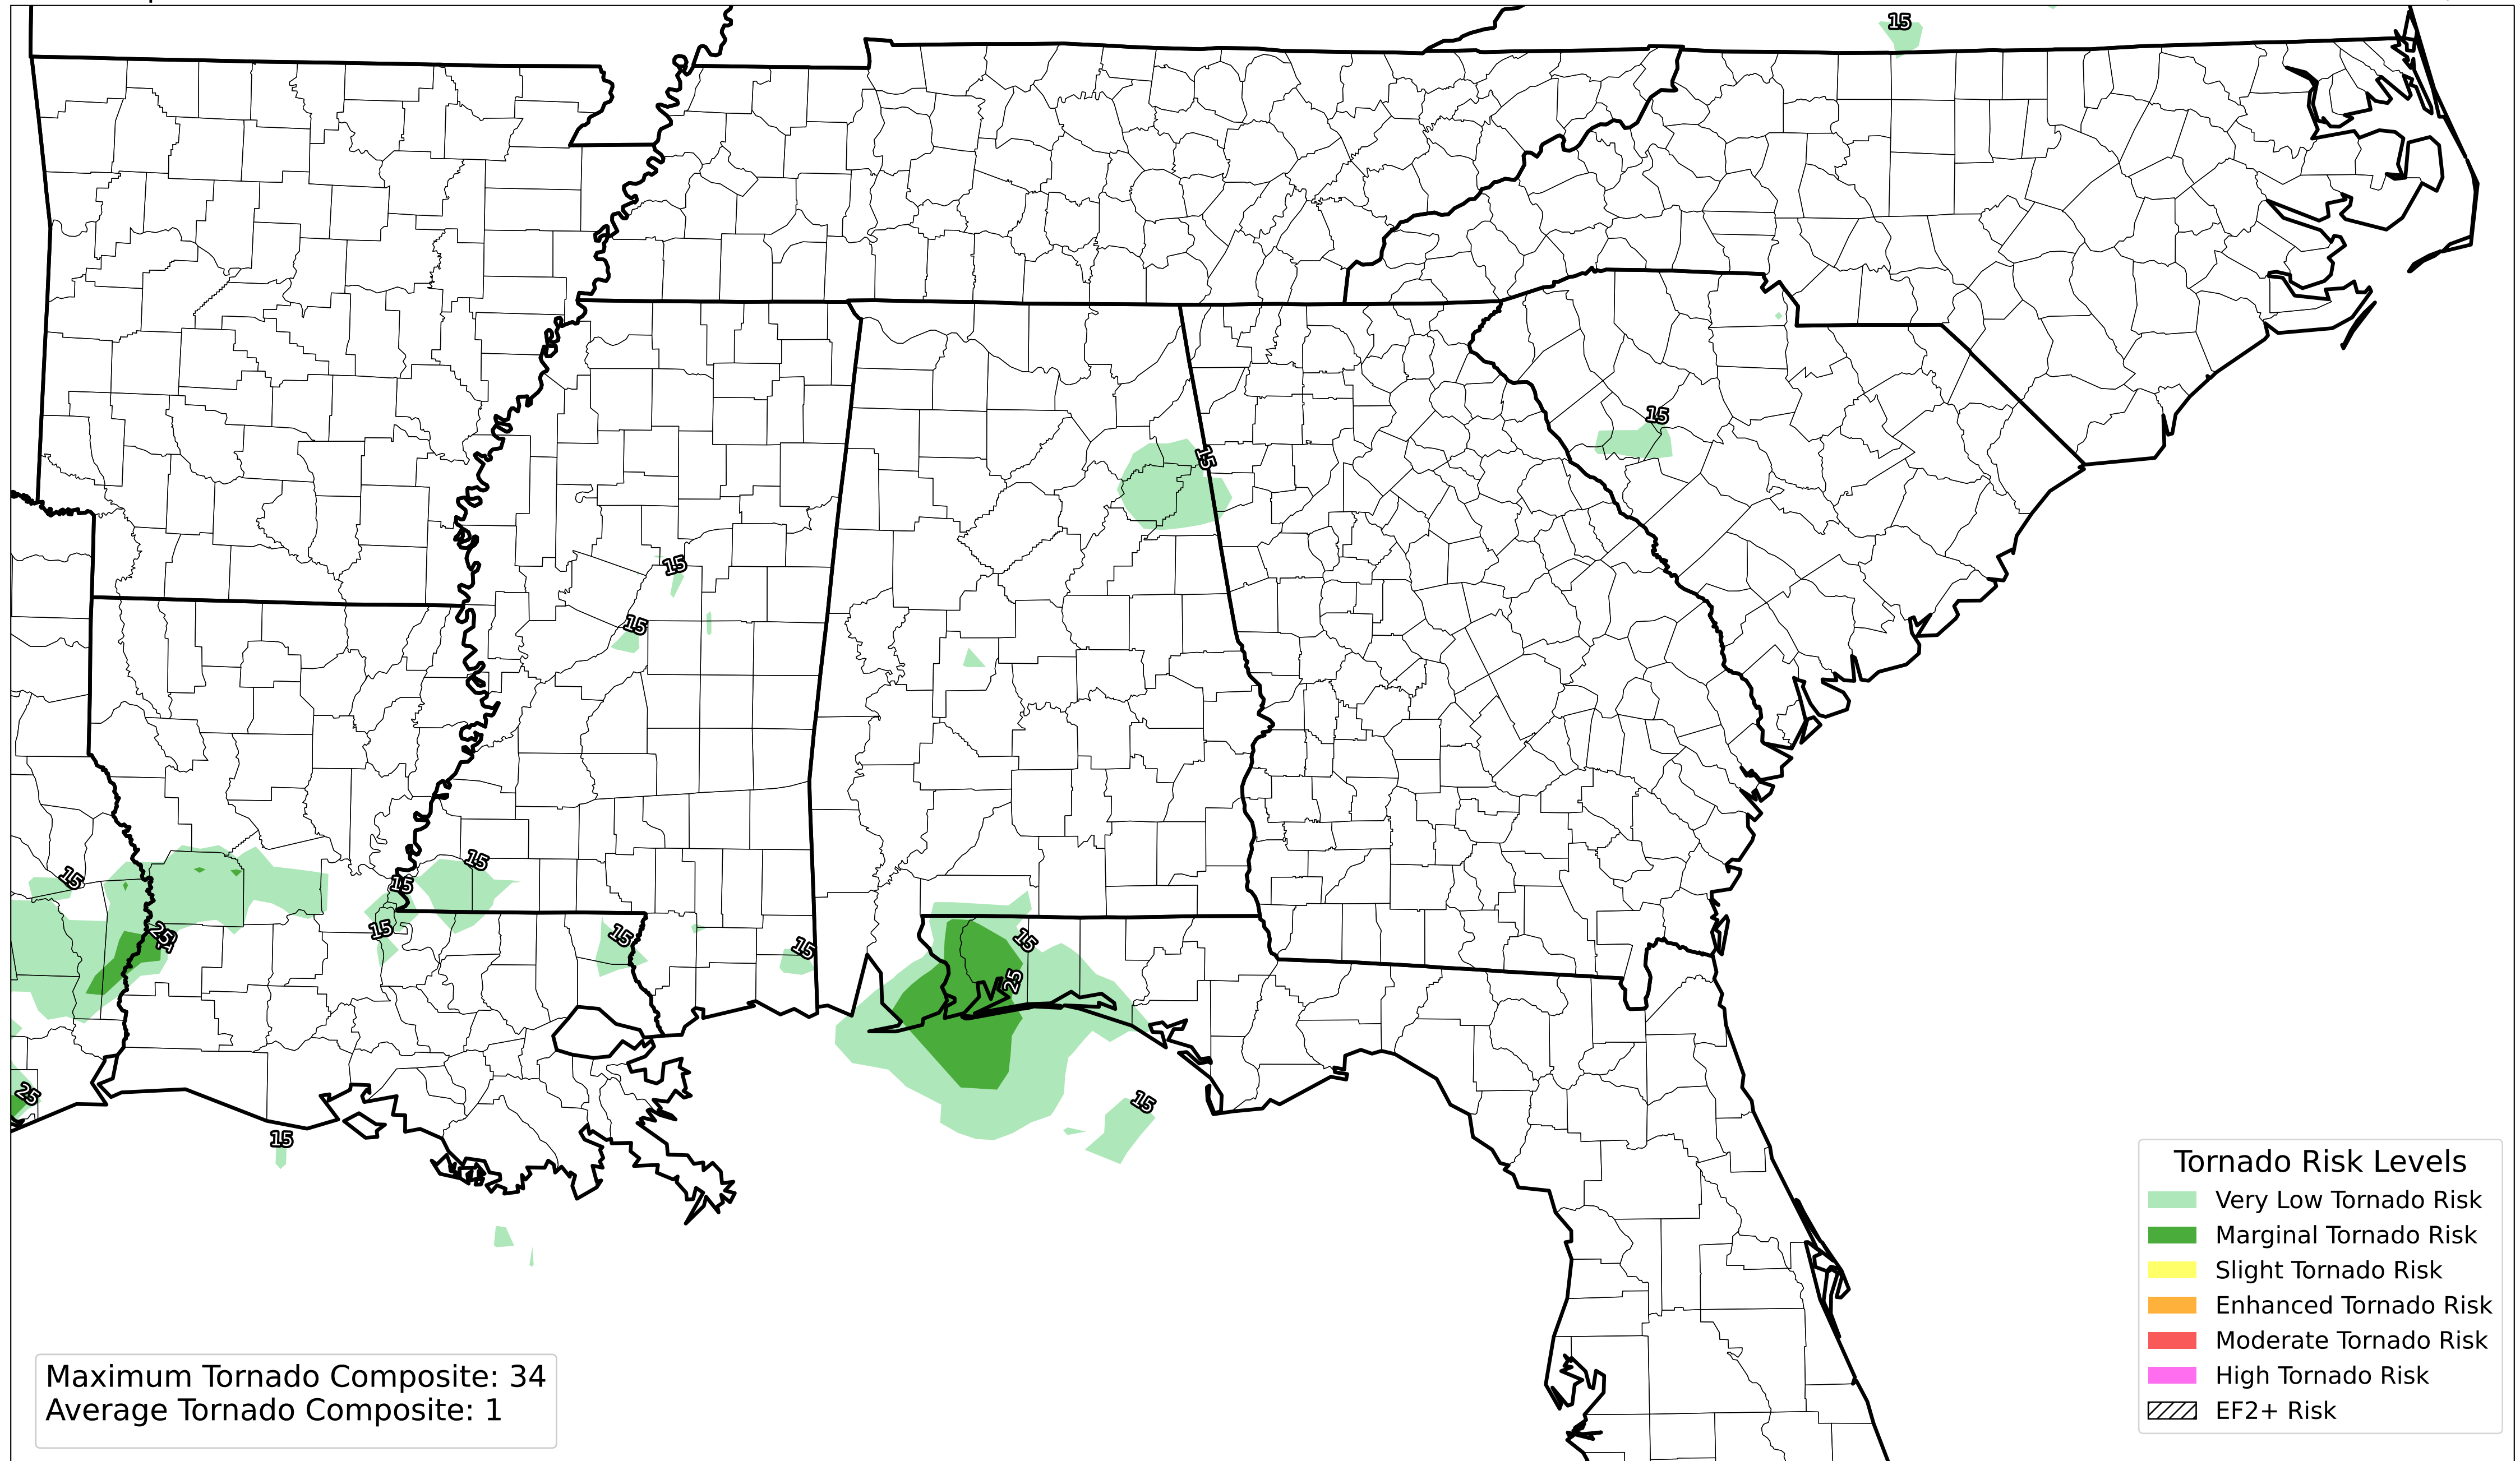 15
15
15
15
15
15
15
15
15
15
25
15
15
15
25
25
15
15
Tornado Risk Levels
Very Low Tornado Risk
Marginal Tornado Risk
Slight Tornado Risk
Enhanced Tornado Risk
Moderate Tornado Risk
High Tornado Risk
EF2+ Risk
Maximum Tornado Composite: 34
Average Tornado Composite: 1